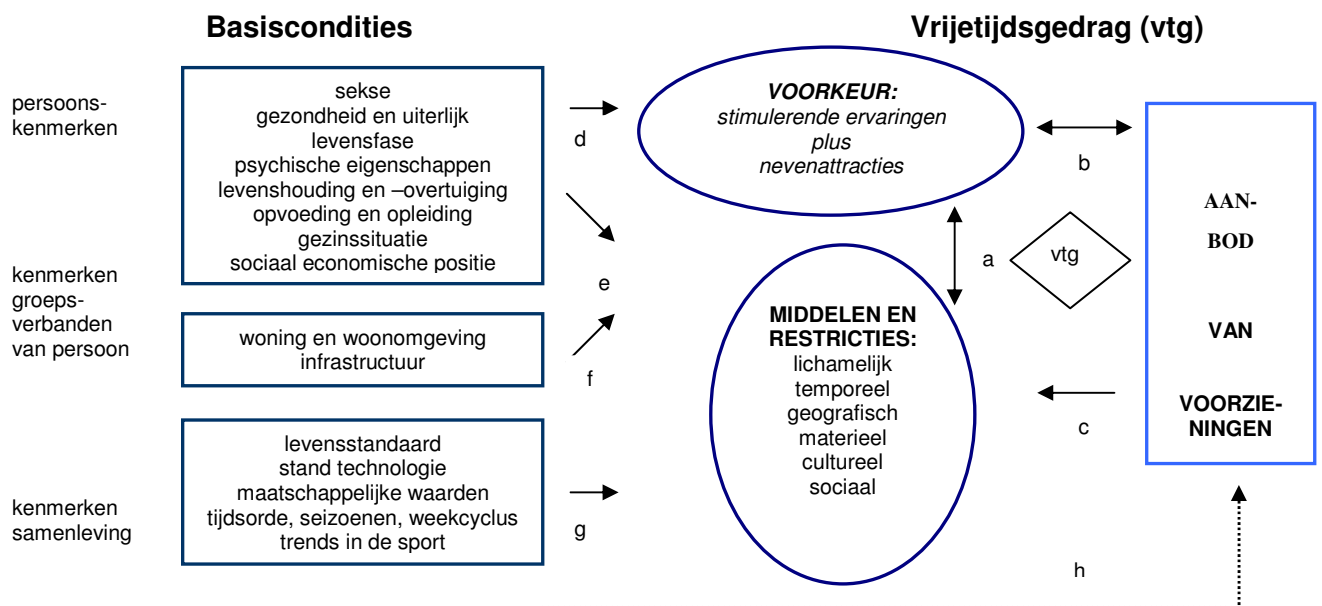 Basiscondities
Vrijetijdsgedrag (vtg)
persoons-
kenmerken
kenmerken
groeps-
verbanden
van persoon
kenmerken
samenleving
sekse
gezondheid en uiterlijk
levensfase
psychische eigenschappen
levenshouding en –overtuiging
opvoeding en opleiding
gezinssituatie
sociaal economische positie
woning en woonomgeving
infrastructuur
levensstandaard
stand technologie
maatschappelijke waarden
tijdsorde, seizoenen, weekcyclus
trends in de sport
d
e
f
g
VOORKEUR:
stimulerende ervaringen
plus
nevenattracties
MIDDELEN EN
RESTRICTIES:
lichamelijk
temporeel
geografisch
materieel
cultureel
sociaal
b
a
vtg
c
h
AAN-
BOD
VAN
VOORZIE-
NINGEN